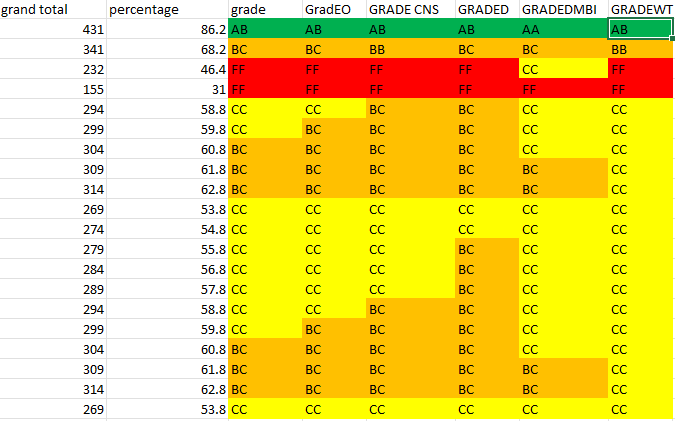 grand total percentage grade GradEO GRADE CNS GRADED GRADEDMBI GRADEWT
431 86.2 AB AB AB AB AA AB
341 68.2 BC BC BB BC BC BB
232 46.4 FF FF FF FF CC FF
155 31 FF FF FF FF FF FF
294 58.8 CC CC BC BC CC CC
299 59.8 CC BC BC BC CC CC
304 60.8 BC BC BC BC CC CC
309 61.8 BC BC BC BC BC CC
314 62.8 BC BC BC BC BC CC
269 53.8 CC CC CC CC CC CC
274 54.8 CC CC CC CC CC CC
279 55.8 CC CC CC BC CC CC
284 56.8 CC CC CC BC CC CC
289 57.8 CC CC CC BC CC CC
294 58.8 CC CC BC BC CC CC
299 59.8 CC BC BC BC CC CC
304 60.8 BC BC BC BC CC CC
309 61.8 BC BC BC BC BC CC
314 62.8 BC BC BC BC BC CC
269 53.8 CC CC CC CC CC CC